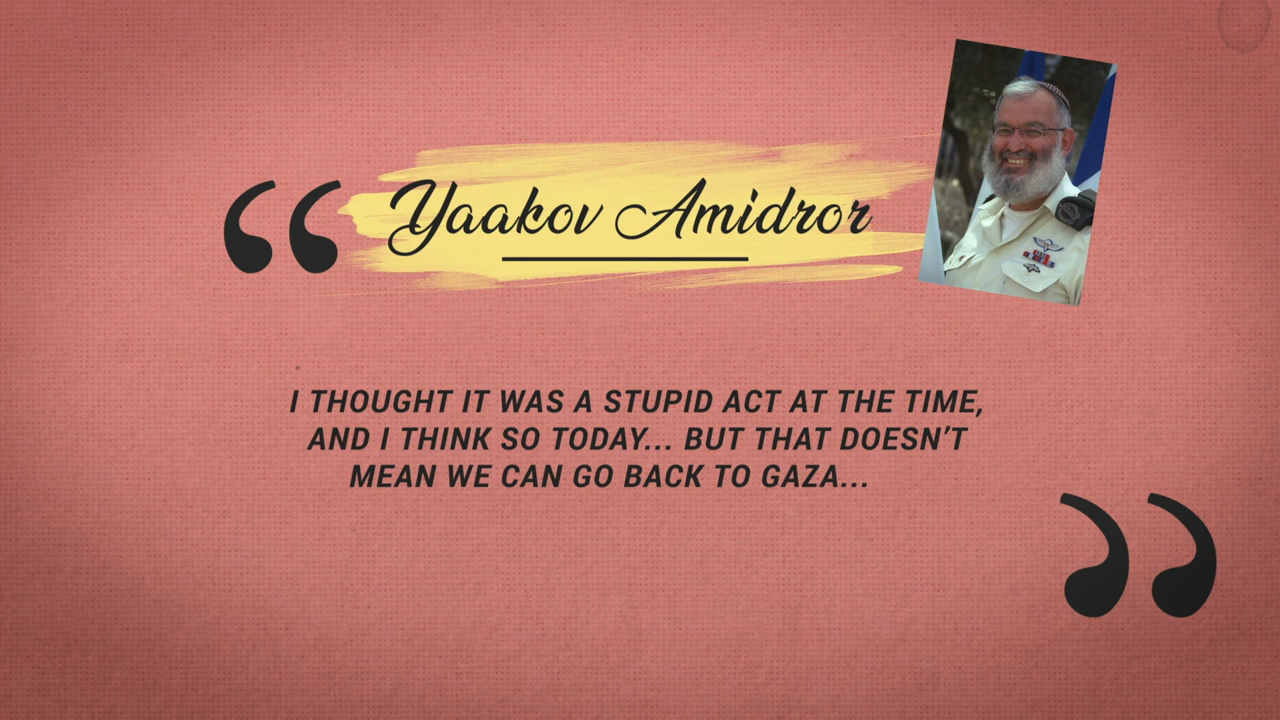 “
Yaakov Amidror
I THOUGHT IT WAS A STUPID ACT AT THE TIME,
AND I THINK SO TODAY... BUT THAT DOESN’T
MEAN WE CAN GO BACK TO GAZA...
”